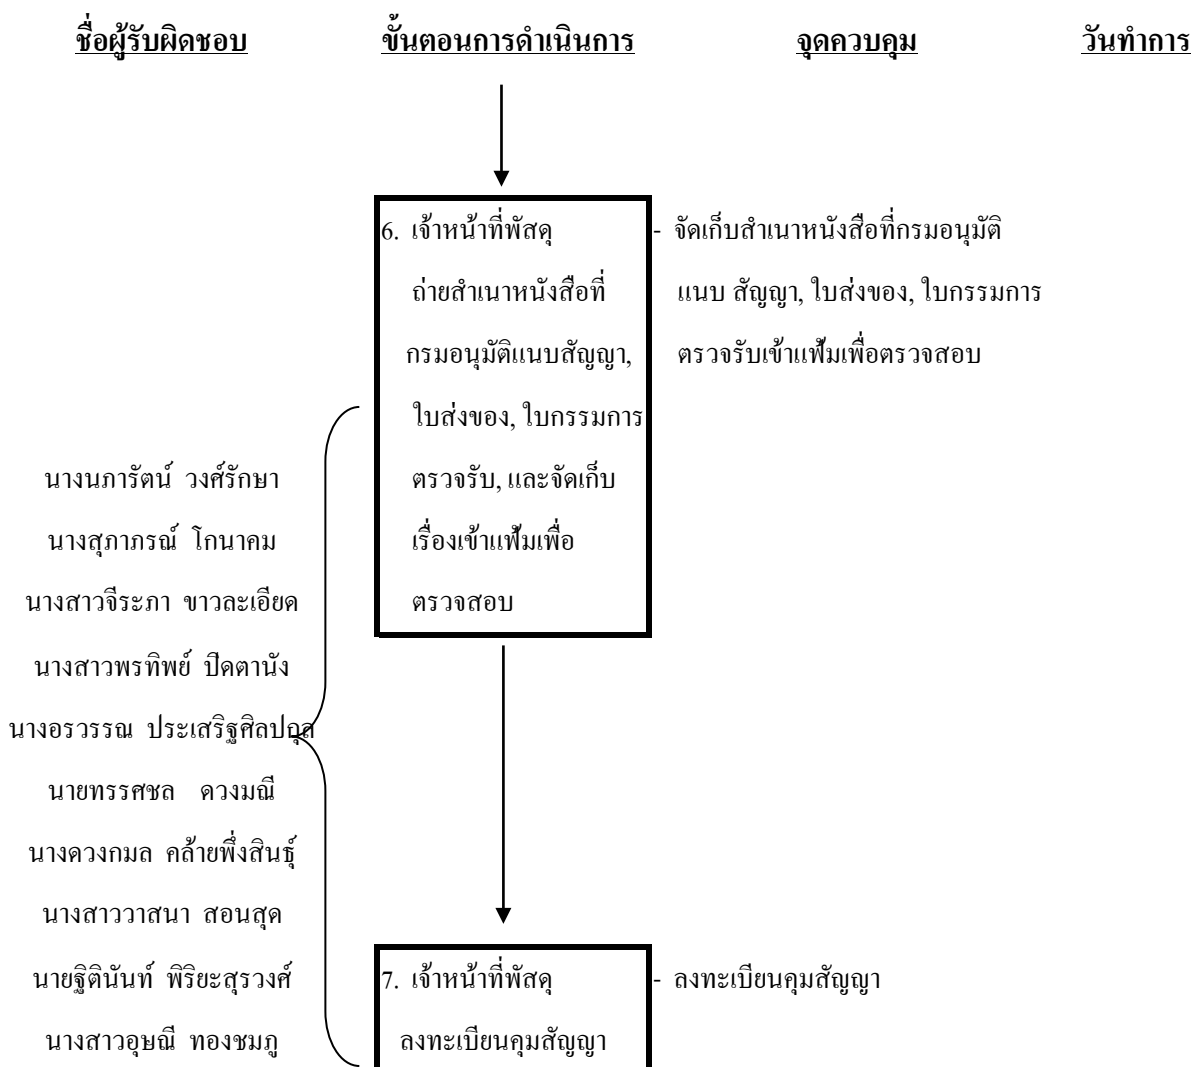 ชื่อผู้รับผิดชอบ ขั้นตอนการดำเนินการ จุดควบคุม วันทำการ
6. เจ้าหน้าที่พัสดุ
ถ่ายสำเนาหนังสือที่
กรมอนุมัติแนบสัญญา,
ใบส่งของ, ใบกรรมการ
ตรวจรับ, และจัดเก็บ
เรื่องเข้าแฟ้มเพื่อ
ตรวจสอบ
- จัดเก็บสำเนาหนังสือที่กรมอนุมัติ
แนบ สัญญา, ใบส่งของ, ใบกรรมการ
ตรวจรับเข้าแฟ้มเพื่อตรวจสอบ
นางนภารัตน์ วงศ์รักษา
นางสุภาภรณ์ โกนาคม
นางสาวจีระภา ขาวละเอียด
นางสาวพรทิพย์ ปีดตานัง
นางอรวรรณ ประเสริฐศิลปกุล
นายทรรศชล ดวงมณี
นางดวงกมล คล้ายพึ่งสินธุ์
นางสาววาสนา สอนสุด
นายฐิตินันท์ พิริยะสุรวงศ์
นางสาวอุษณี ทองชมภู
7. เจ้าหน้าที่พัสดุ
ลงทะเบียนคุมสัญญา
- ลงทะเบียนคุมสัญญา